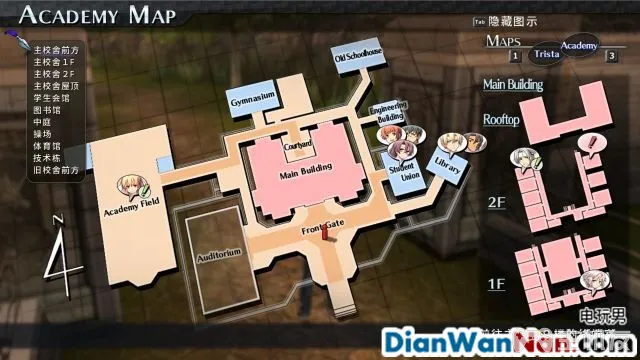 ACADEMY MAP
Tab 隐藏图示
主校舍前方
主校舍1F
主校舍2F
主校舍屋顶
学生会馆
图书馆
中庭
操场
体育馆
技术栋
旧校舍前方
MAPS
1 Trista Academy 3
Old Schoolhouse
Gymnasium
Engineering
Building
Courtyard
Main Building
Student
Union
Library
Academy Field
Auditorium
Front Gate
N
Main Building
Rooftop
2F
1F
电玩男
DianWanNan.com